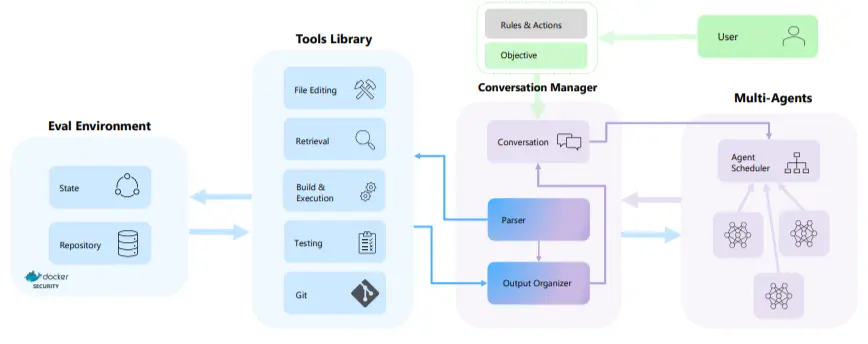 Rules & Actions
Objective
User
Tools Library
Conversation Manager
Multi-Agents
Eval Environment
State
Repository
docker
SECURITY
File Editing
Retrieval
Build &
Execution
Testing
Git
Conversation
Parser
Output Organizer
Agent
Scheduler